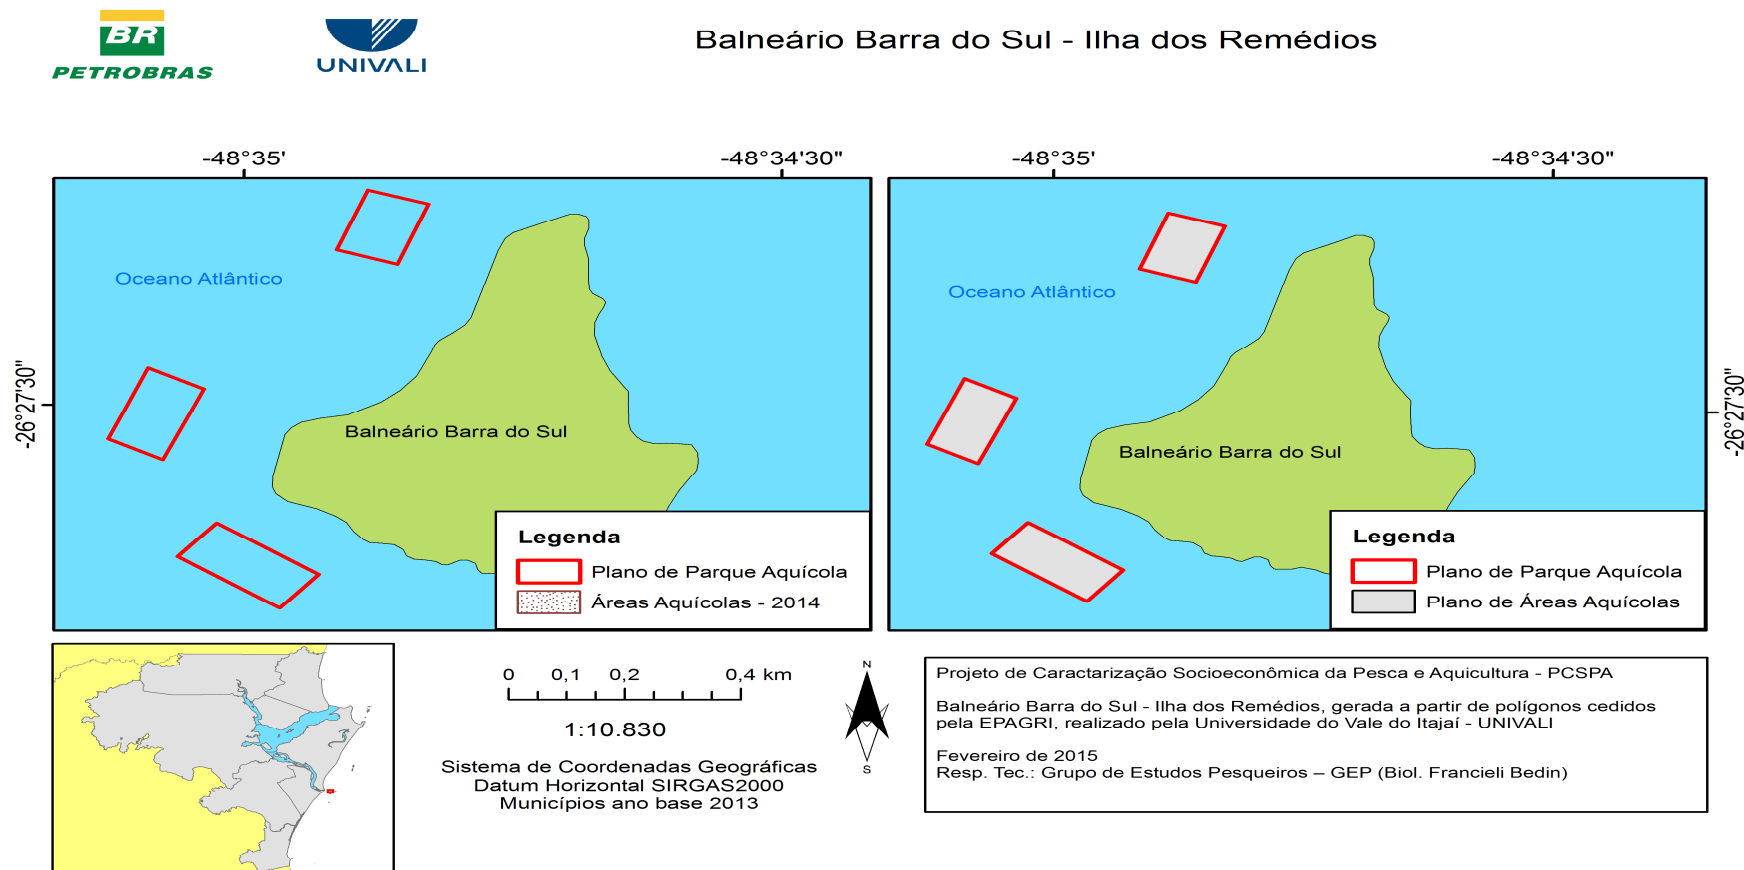 BR
PETROBRAS
UNIVALI
Balneário Barra do Sul - Ilha dos Remédios
-48°35'
-48°34'30"
-48°35'
-48°34'30"
-26°27'30"
Oceano Atlântico
Balneário Barra do Sul
Legenda
Plano de Parque Aquícola
Áreas Aquícolas - 2014
Oceano Atlântico
Balneário Barra do Sul
Legenda
Plano de Parque Aquícola
Plano de Áreas Aquícolas
-26°27'30"
0 0,1 0,2 0,4 km
1:10.830
Sistema de Coordenadas Geográficas
Datum Horizontal SIRGAS2000
Municípios ano base 2013
N
S
Projeto de Caractarização Socioeconômica da Pesca e Aquicultura - PCSPA
Balneário Barra do Sul - Ilha dos Remédios, gerada a partir de polígonos cedidos
pela EPAGRI, realizado pela Universidade do Vale do Itajaí - UNIVALI
Fevereiro de 2015
Resp. Tec.: Grupo de Estudos Pesqueiros – GEP (Biol. Francieli Bedin)